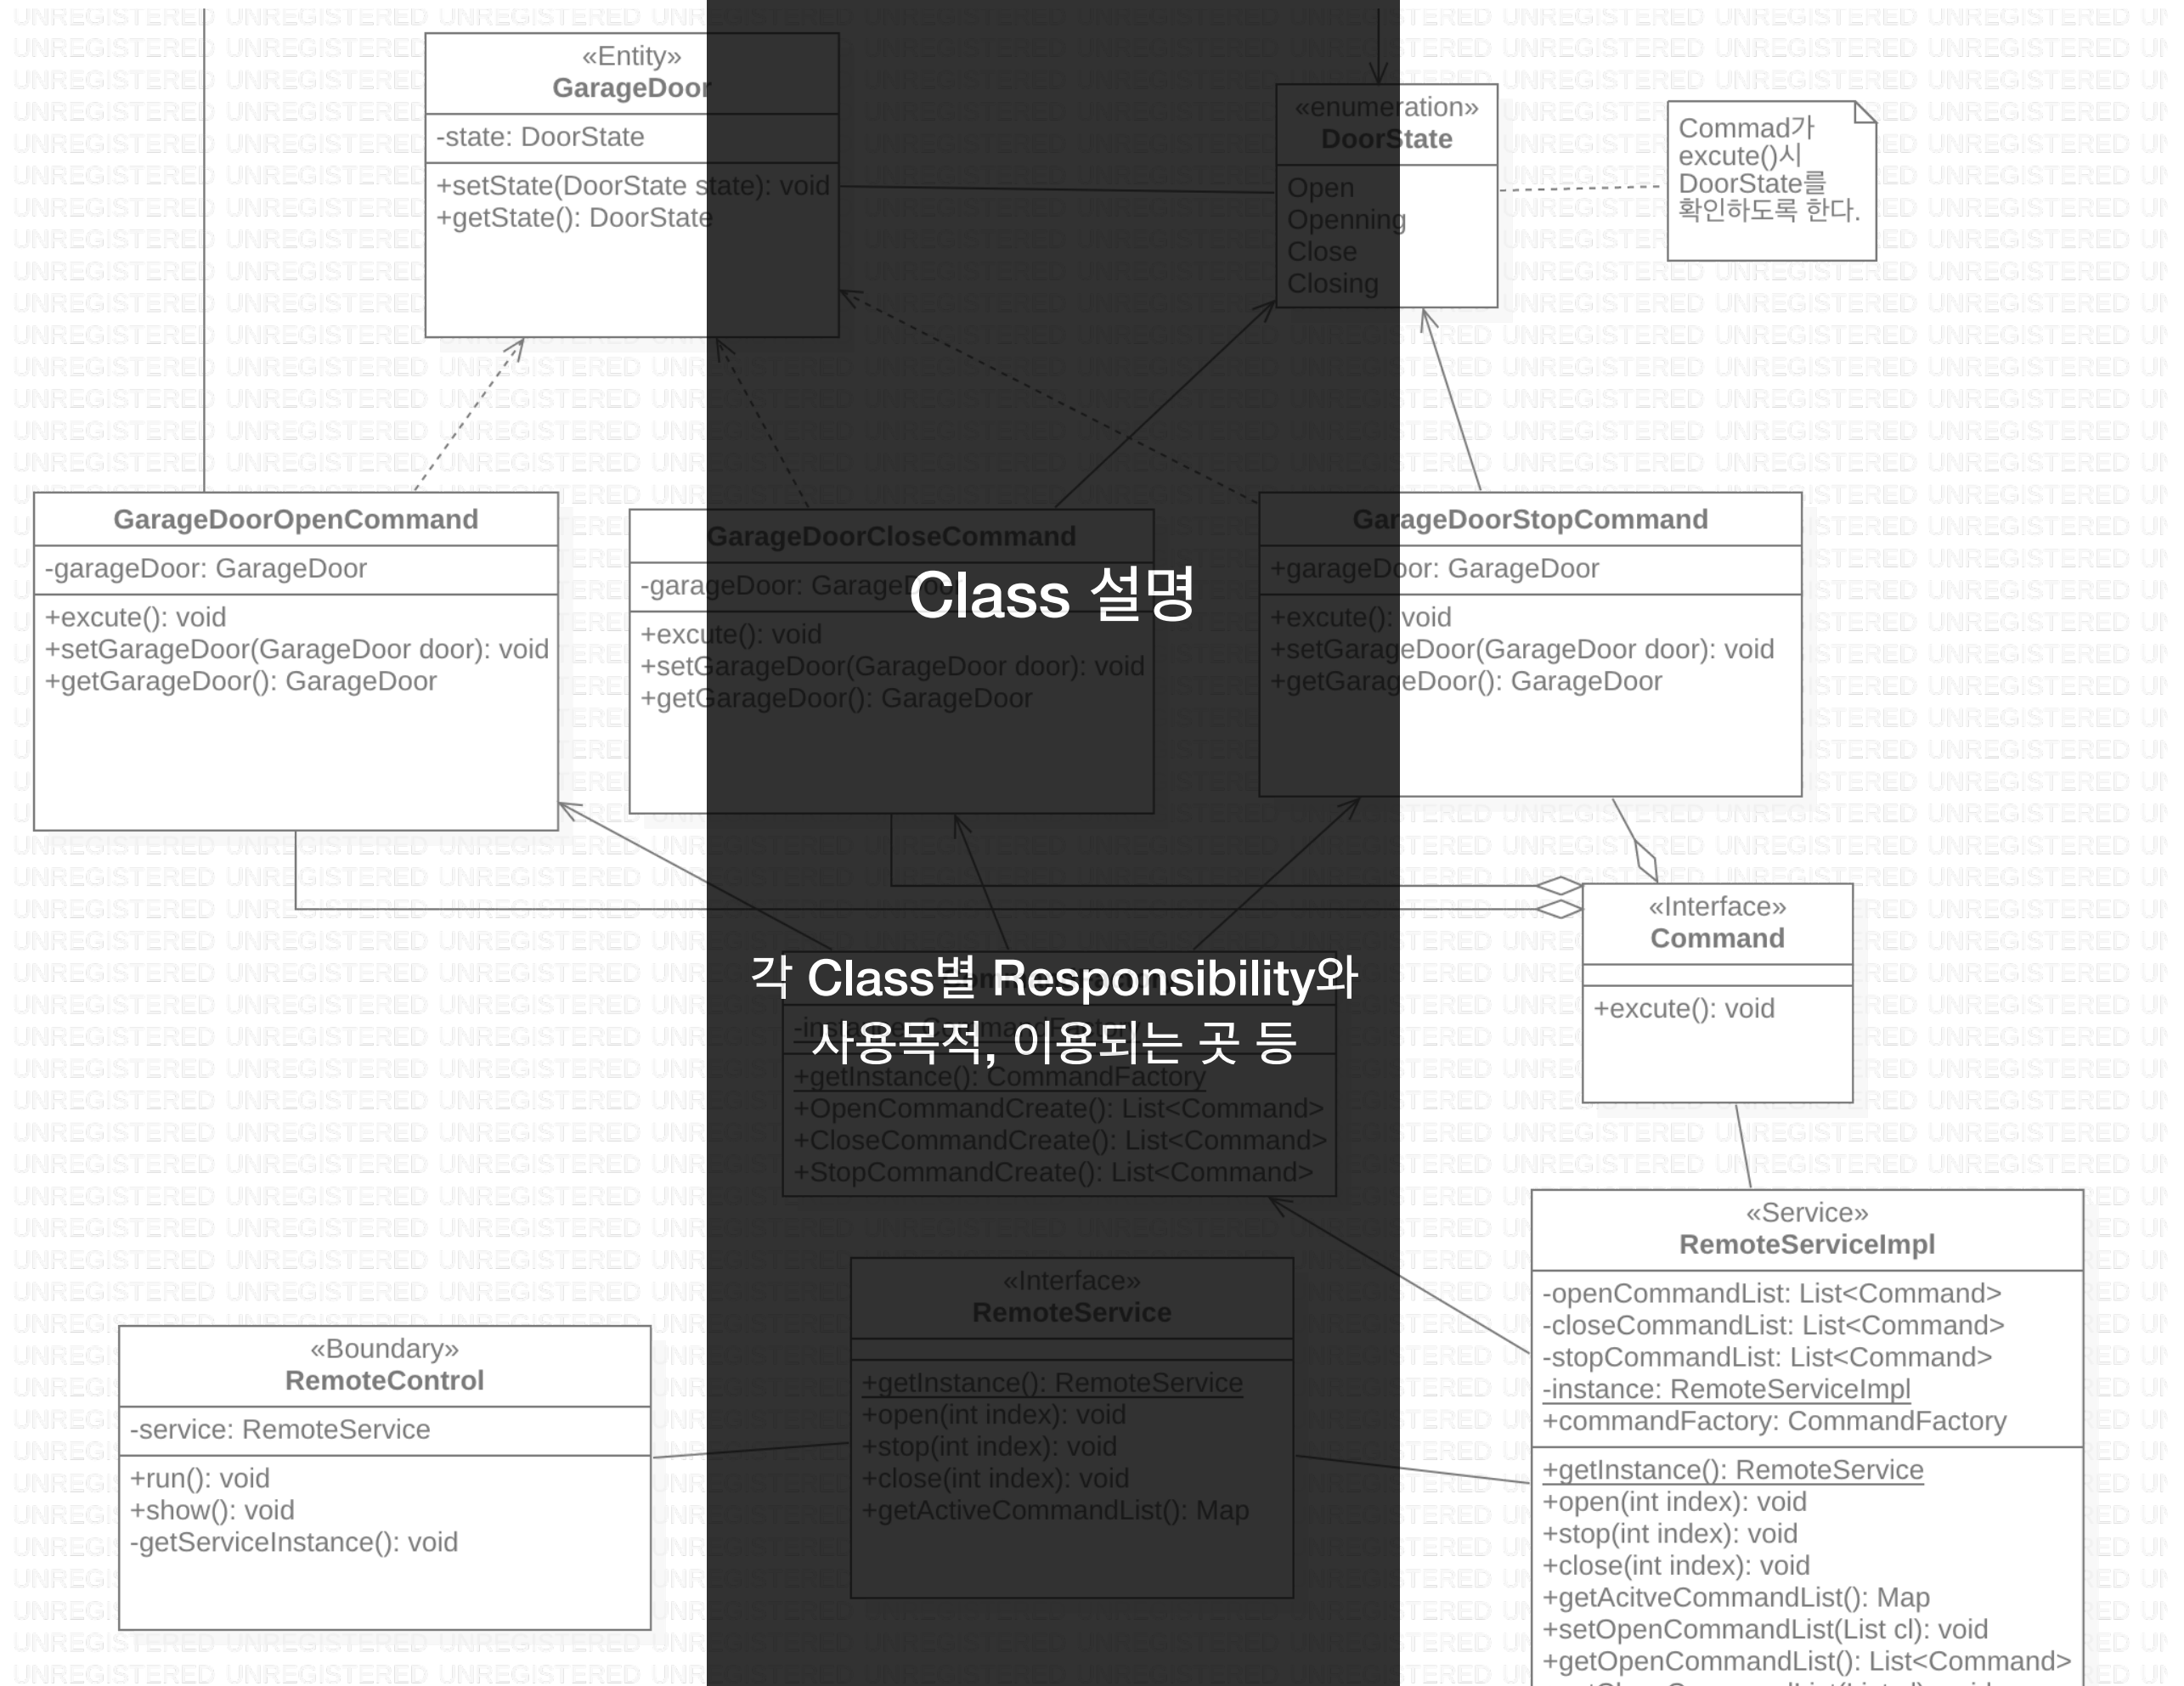 «Entity»
GarageDoor
-state: DoorState
+setState(DoorState state): void
+getState(): DoorState
«enumeration»
DoorState
Open
Openning
Close
Closing
Commad가
excute()시
DoorState를
확인하도록 한다.
GarageDoorOpenCommand
-garageDoor: GarageDoor
+excute(): void
+setGarageDoor(GarageDoor door): void
+getGarageDoor(): GarageDoor
GarageDoorCloseCommand
-garageDoor: GarageDoor
+excute(): void
+setGarageDoor(GarageDoor door): void
+getGarageDoor(): GarageDoor
GarageDoorStopCommand
+garageDoor: GarageDoor
+excute(): void
+setGarageDoor(GarageDoor door): void
+getGarageDoor(): GarageDoor
Class 설명
각 Class별 Responsibility와
사용목적, 이용되는 곳 등
-instance: CommandFactory
+getInstance(): CommandFactory
+OpenCommandCreate(): List<Command>
+CloseCommandCreate(): List<Command>
+StopCommandCreate(): List<Command>
«Interface»
Command
+excute(): void
«Boundary»
RemoteControl
-service: RemoteService
+run(): void
+show(): void
-getServiceInstance(): void
«Interface»
RemoteService
+getInstance(): RemoteService
+open(int index): void
+stop(int index): void
+close(int index): void
+getActiveCommandList(): Map
«Service»
RemoteServiceImpl
-openCommandList: List<Command>
-closeCommandList: List<Command>
-stopCommandList: List<Command>
-instance: RemoteServiceImpl
+commandFactory: CommandFactory
+getInstance(): RemoteService
+open(int index): void
+stop(int index): void
+close(int index): void
+getAcitveCommandList(): Map
+setOpenCommandList(List cl): void
+getOpenCommandList(): List<Command>